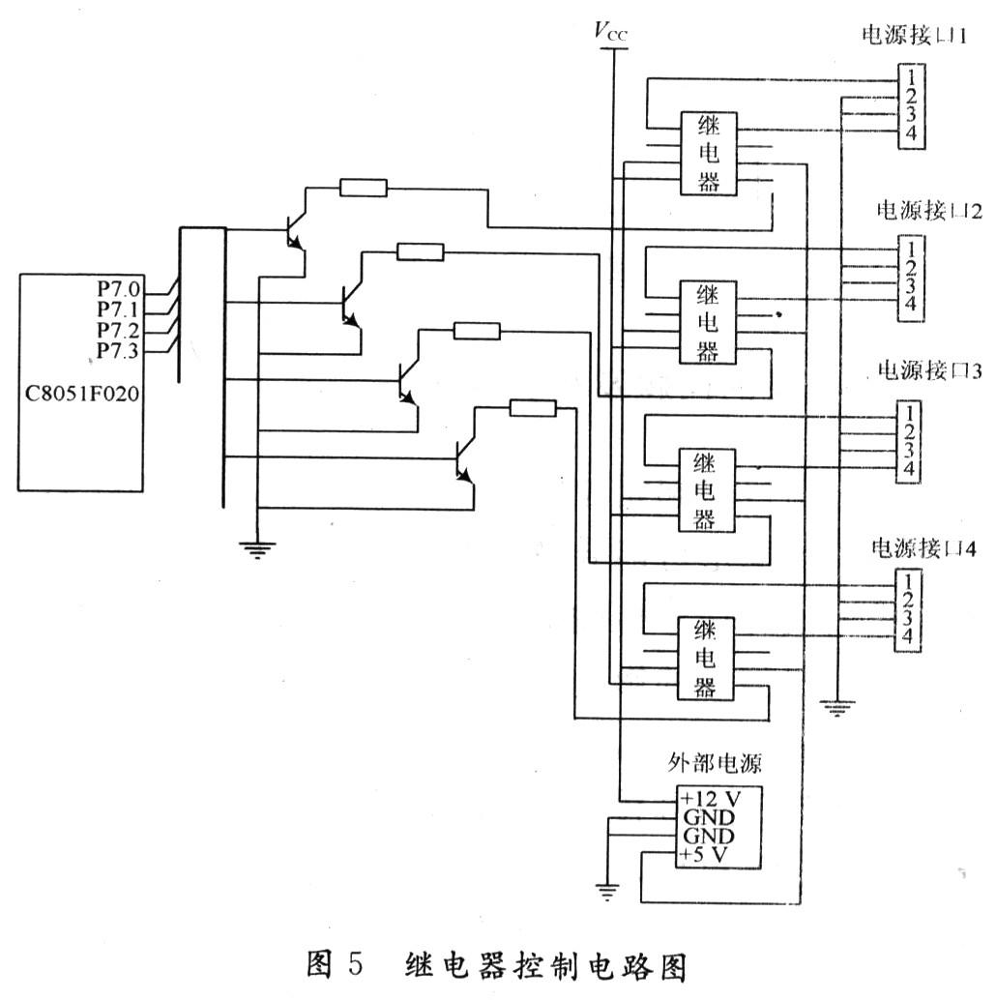 V_CC
电源接口1
1
2
3
4
继
电
器
电源接口2
1
2
3
4
继
电
器
P7.0
P7.1
P7.2
P7.3
C8051F020
电源接口3
1
2
3
4
继
电
器
电源接口4
1
2
3
4
继
电
器
外部电源
+12 V
GND
GND
+5 V
图 5 继电器控制电路图